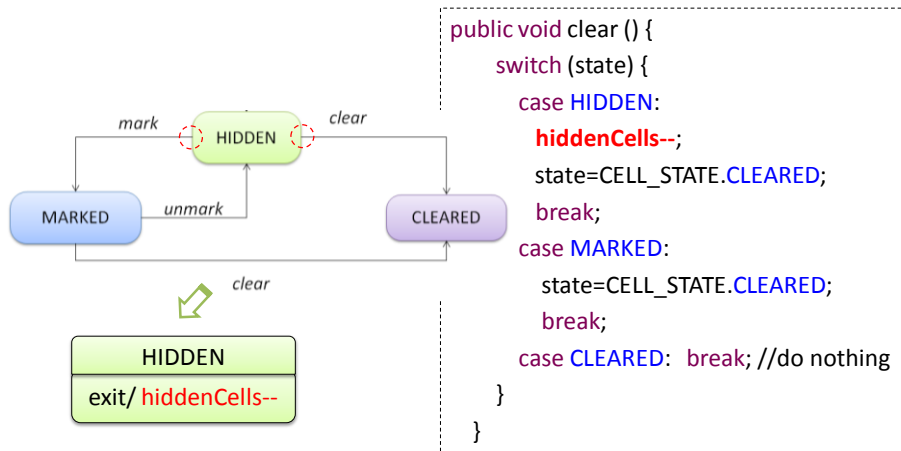 mark
HIDDEN
clear
MARKED
unmark
CLEARED
clear
HIDDEN
exit/ hiddenCells--
public void clear () {
switch (state) {
case HIDDEN:
hiddenCells--;
state=CELL_STATE.CLEARED;
break;
case MARKED:
state=CELL_STATE.CLEARED;
break;
case CLEARED: break; //do nothing
}
}